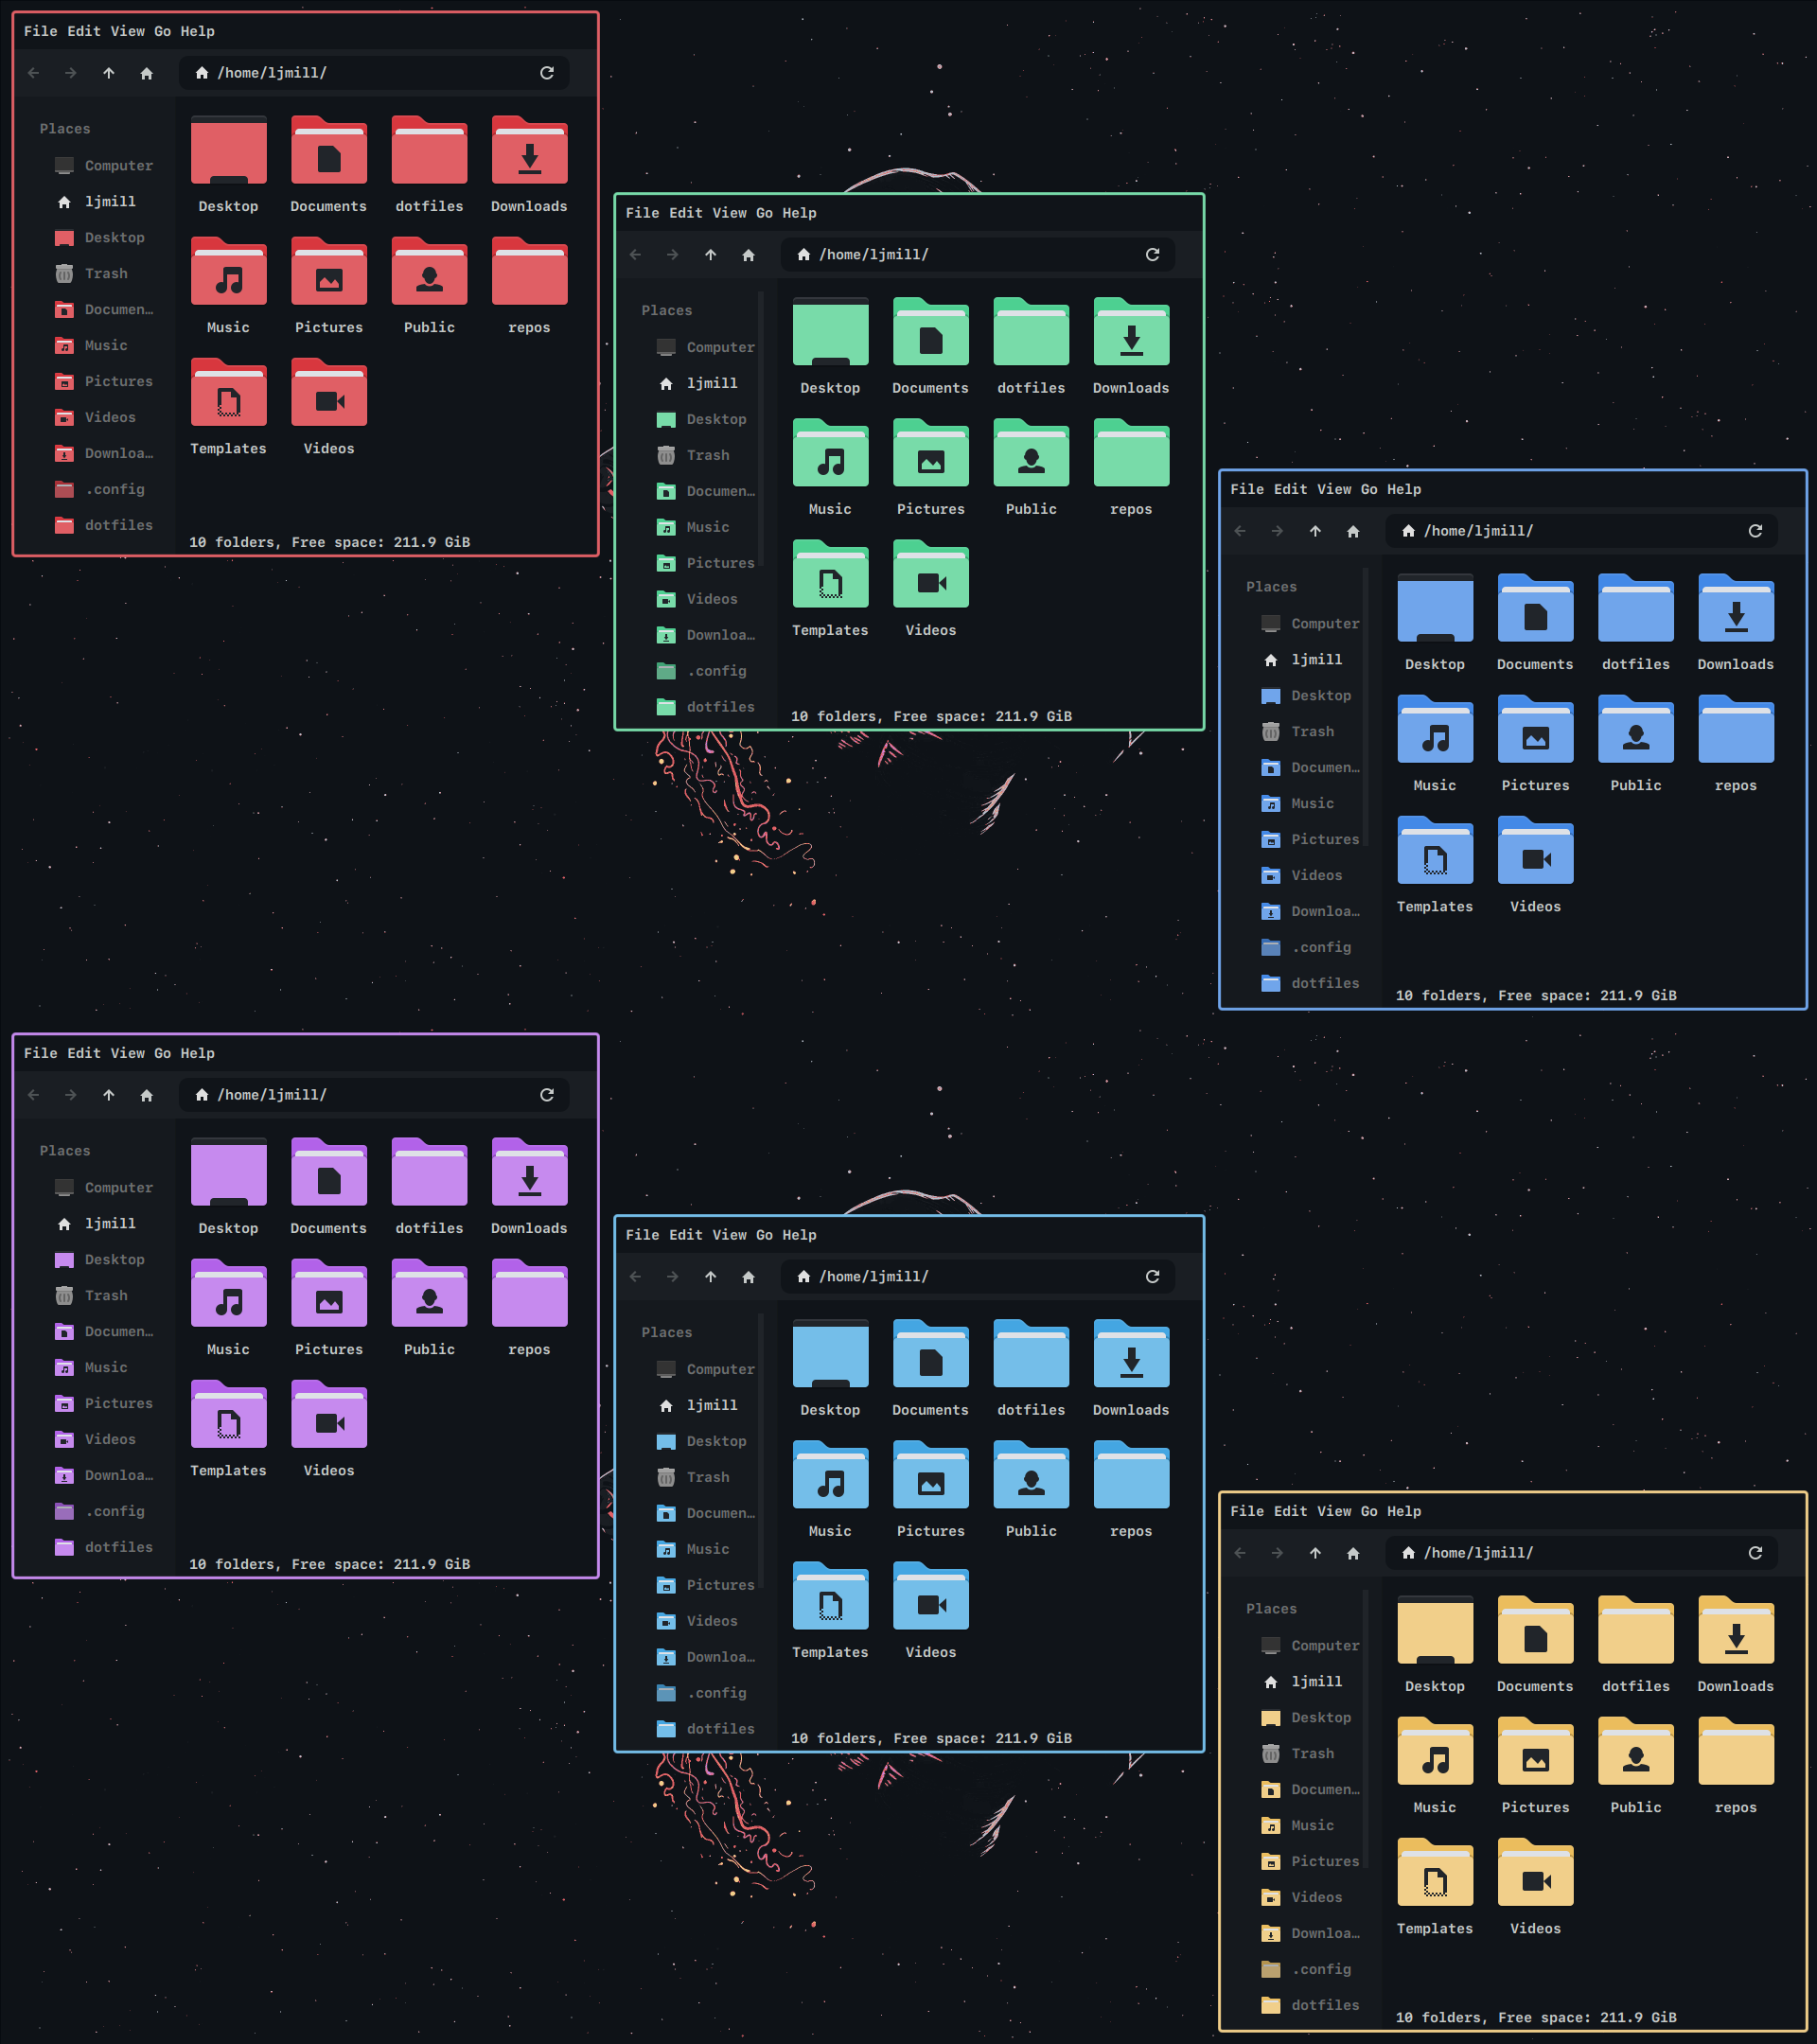 File Edit View Go Help
/home/ljmill/
Places
Computer
ljmill
Desktop
Trash
Documen…
Music
Pictures
Videos
Downloa…
.config
dotfiles
Desktop Documents dotfiles Downloads
Music Pictures Public repos
Templates Videos
10 folders, Free space: 211.9 GiB
File Edit View Go Help
/home/ljmill/
Places
Computer
ljmill
Desktop
Trash
Documen…
Music
Pictures
Videos
Downloa…
.config
dotfiles
Desktop Documents dotfiles Downloads
Music Pictures Public repos
Templates Videos
10 folders, Free space: 211.9 GiB
File Edit View Go Help
/home/ljmill/
Places
Computer
ljmill
Desktop
Trash
Documen…
Music
Pictures
Videos
Downloa…
.config
dotfiles
Desktop Documents dotfiles Downloads
Music Pictures Public repos
Templates Videos
10 folders, Free space: 211.9 GiB
File Edit View Go Help
/home/ljmill/
Places
Computer
ljmill
Desktop
Trash
Documen…
Music
Pictures
Videos
Downloa…
.config
dotfiles
Desktop Documents dotfiles Downloads
Music Pictures Public repos
Templates Videos
10 folders, Free space: 211.9 GiB
File Edit View Go Help
/home/ljmill/
Places
Computer
ljmill
Desktop
Trash
Documen…
Music
Pictures
Videos
Downloa…
.config
dotfiles
Desktop Documents dotfiles Downloads
Music Pictures Public repos
Templates Videos
10 folders, Free space: 211.9 GiB
File Edit View Go Help
/home/ljmill/
Places
Computer
ljmill
Desktop
Trash
Documen…
Music
Pictures
Videos
Downloa…
.config
dotfiles
Desktop Documents dotfiles Downloads
Music Pictures Public repos
Templates Videos
10 folders, Free space: 211.9 GiB